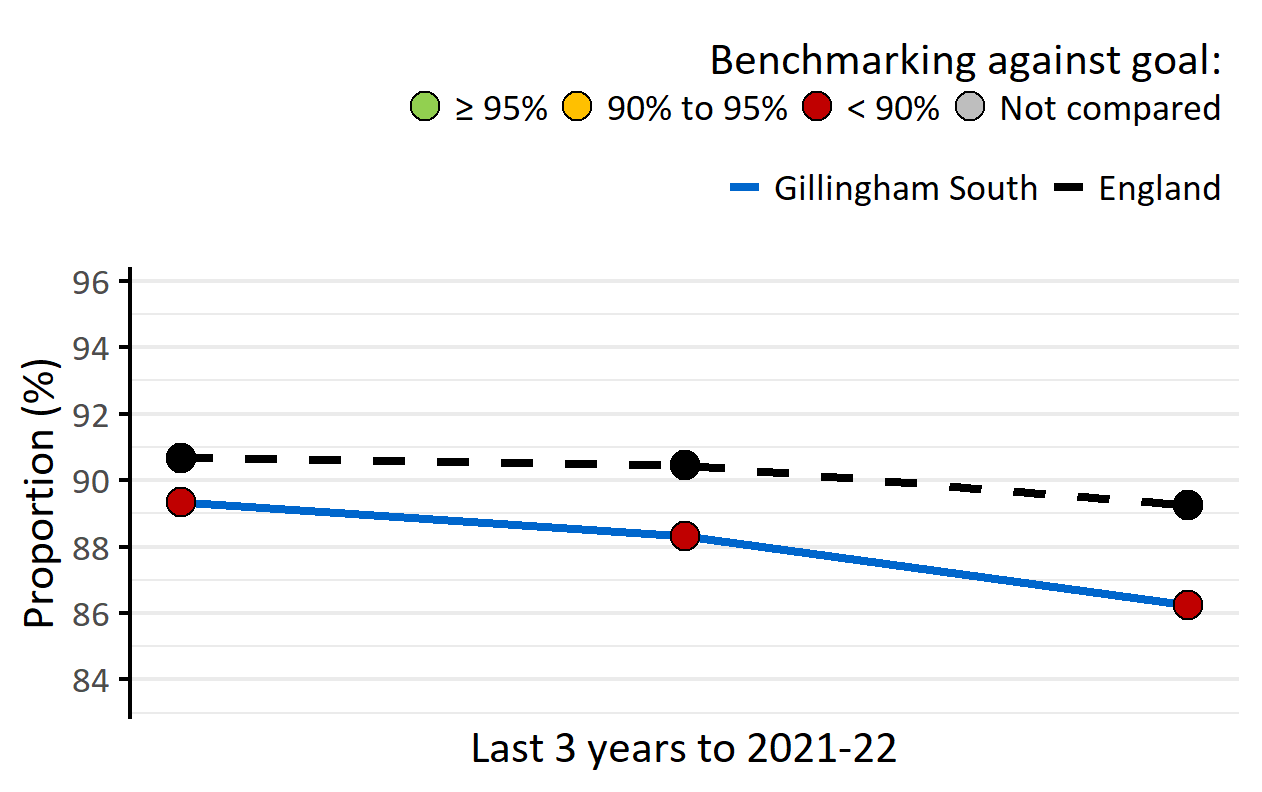 Benchmarking against goal:
≥ 95% 90% to 95% < 90% Not compared
Gillingham South England
96
94
92
90
88
86
84
Proportion (%)
Last 3 years to 2021-22